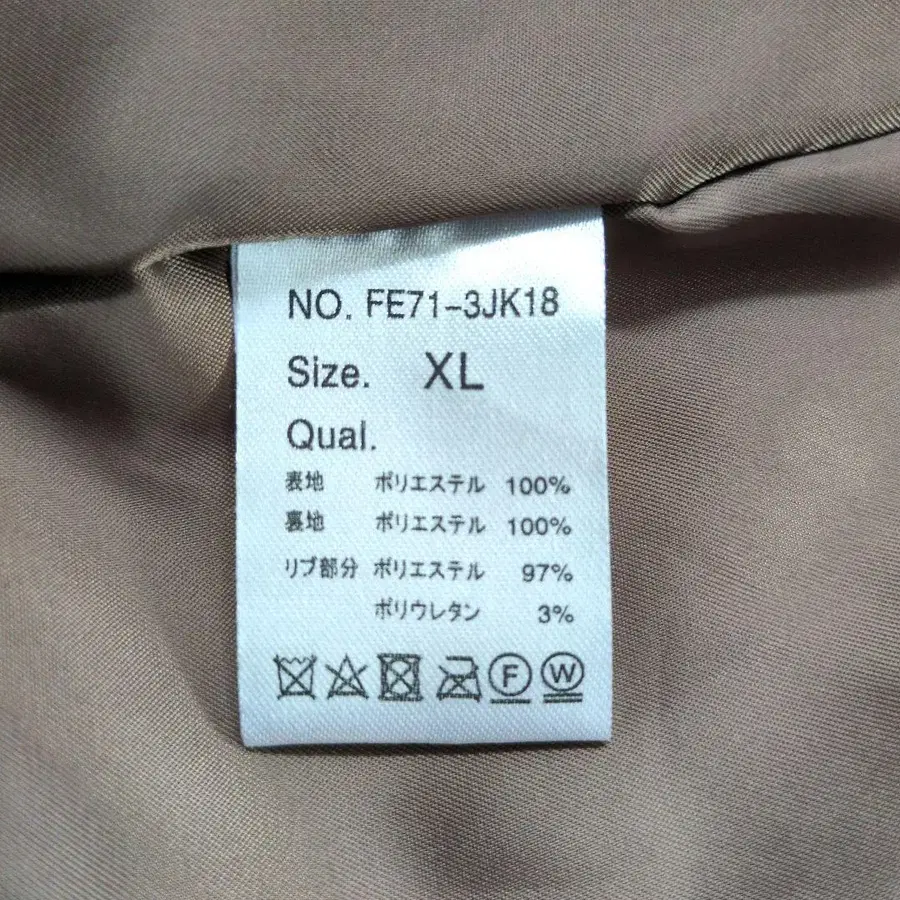 NO. FE71-3JK18
Size. XL
Qual.
表地 ポリエステル 100%
裏地 ポリエステル 100%
リブ部分 ポリエステル 97%
ポリウレタン 3%
F W